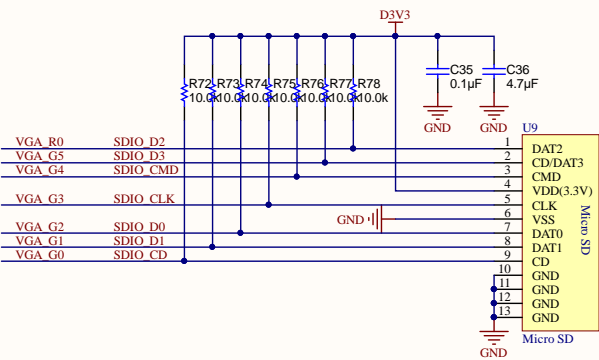 D3V3
R72 R73 R74 R75 R76 R77 R78
10.0k 10.0k 10.0k 10.0k 10.0k 10.0k 10.0k
C35
0.1µF
C36
4.7µF
GND
GND
U9
VGA_R0 SDIO_D2 1 DAT2
VGA_G5 SDIO_D3 2 CD/DAT3
VGA_G4 SDIO_CMD 3 CMD
4 VDD(3.3V)
VGA_G3 SDIO_CLK 5 CLK
GND 6 VSS
VGA_G2 SDIO_D0 7 DAT0
VGA_G1 SDIO_D1 8 DAT1
VGA_G0 SDIO_CD 9 CD
10 GND
11 GND
12 GND
13 GND
Micro SD
Micro SD
GND